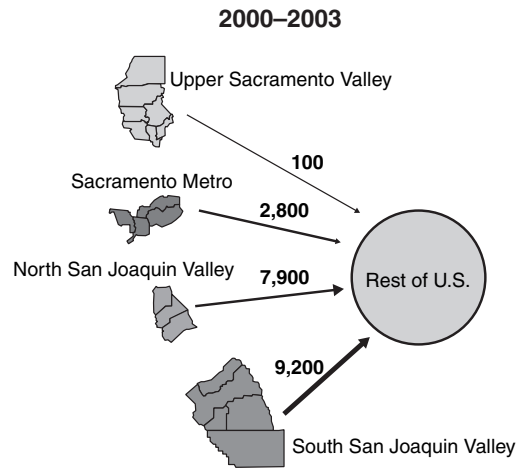 2000–2003
Upper Sacramento Valley
100
Sacramento Metro
2,800
North San Joaquin Valley
7,900
Rest of U.S.
9,200
South San Joaquin Valley